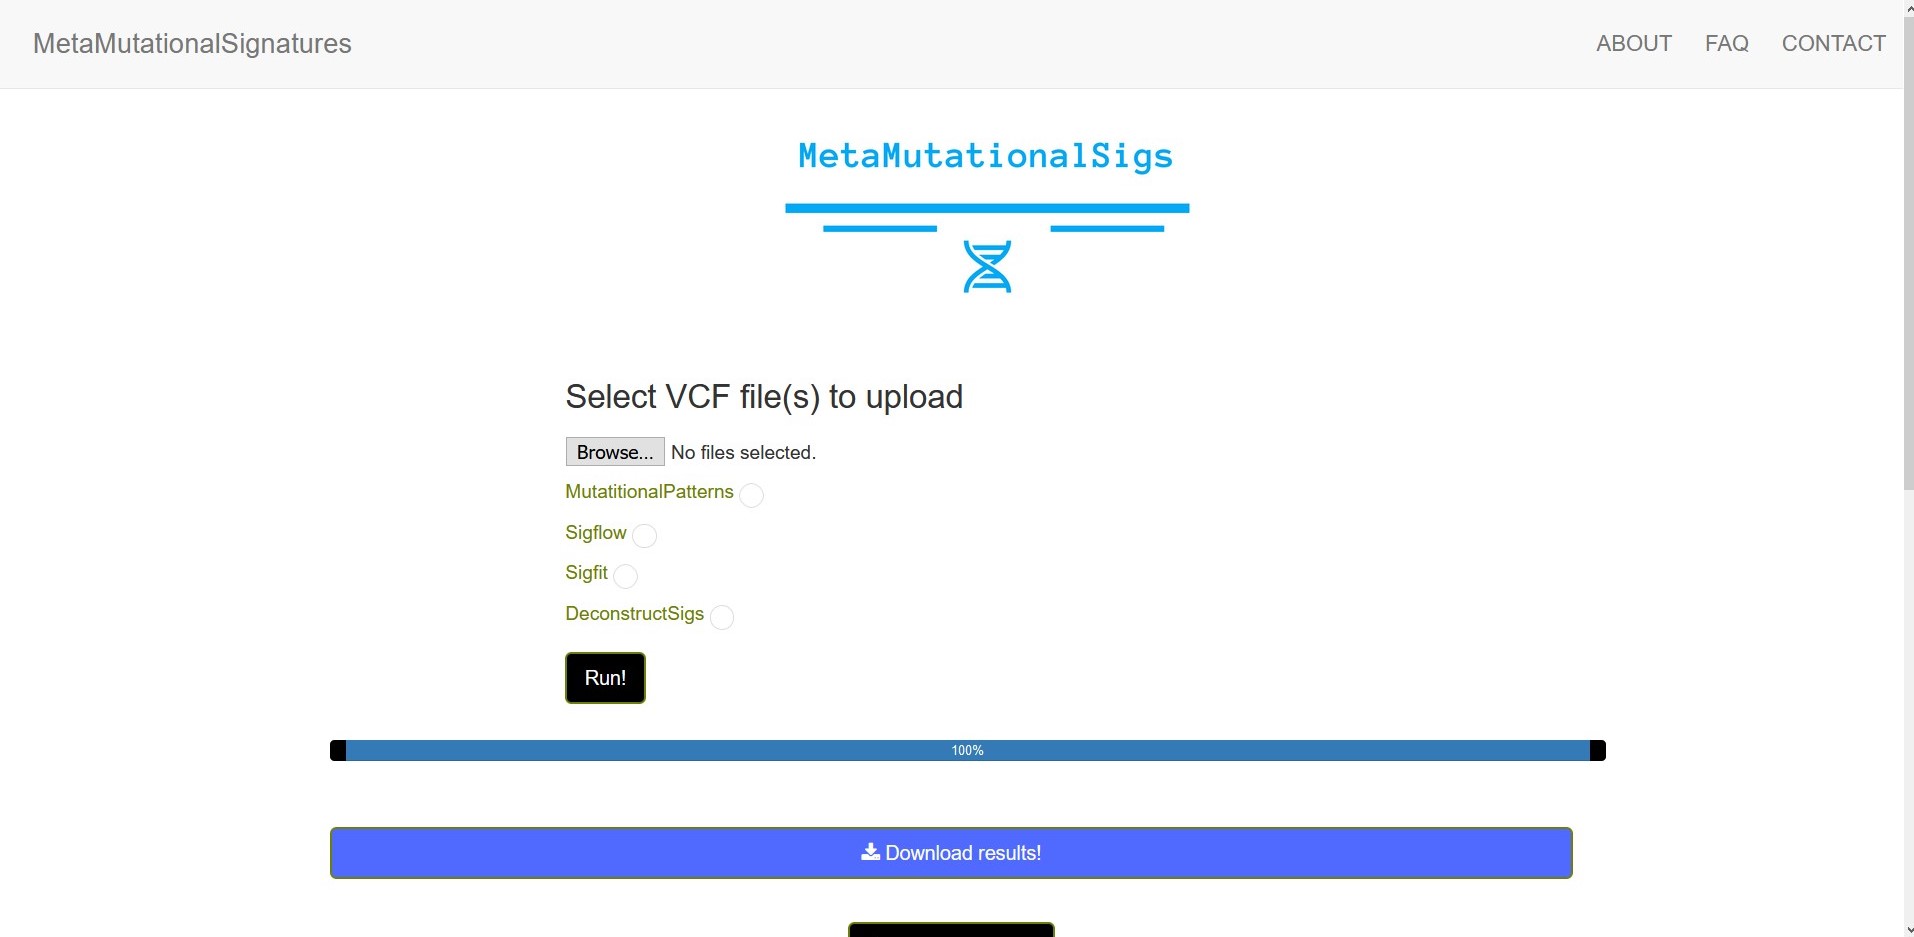 MetaMutationalSignatures ABOUT FAQ CONTACT
MetaMutationalSigs
Select VCF file(s) to upload
Browse... No files selected.
MutatitionalPatterns
Sigflow
Sigfit
DeconstructSigs
Run!
100%
Download results!